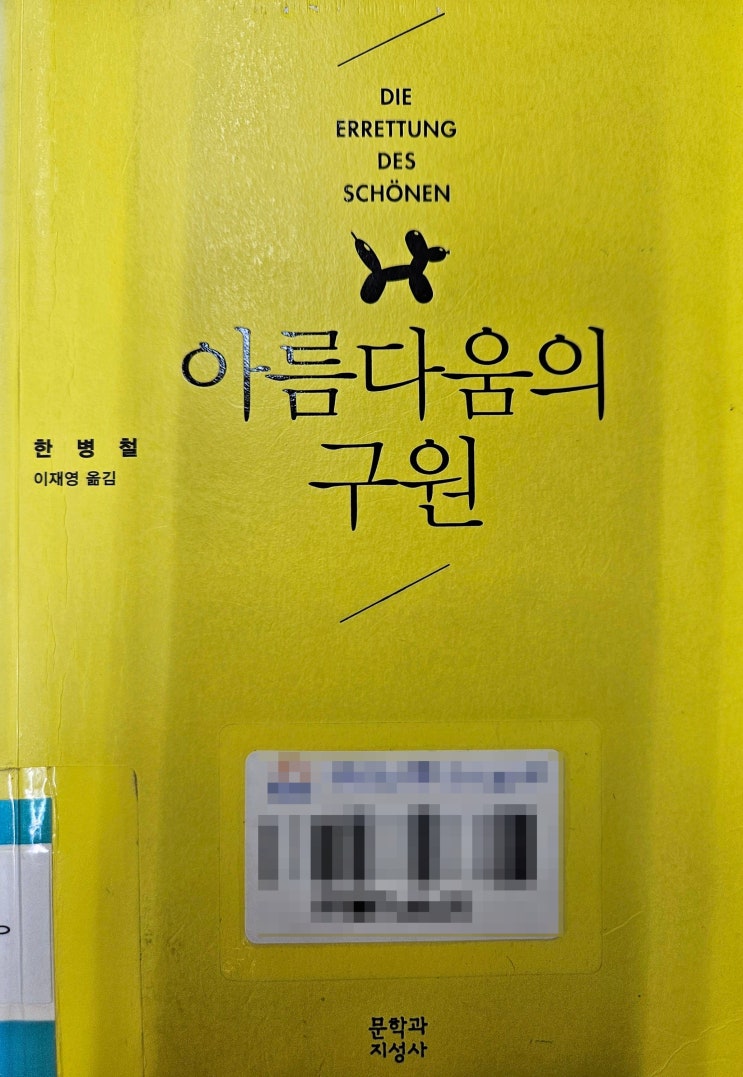 DIE
ERRETTUNG
DES
SCHÖNEN
아름다움의
구원
한병철
이재영 옮김
문학과
지성사